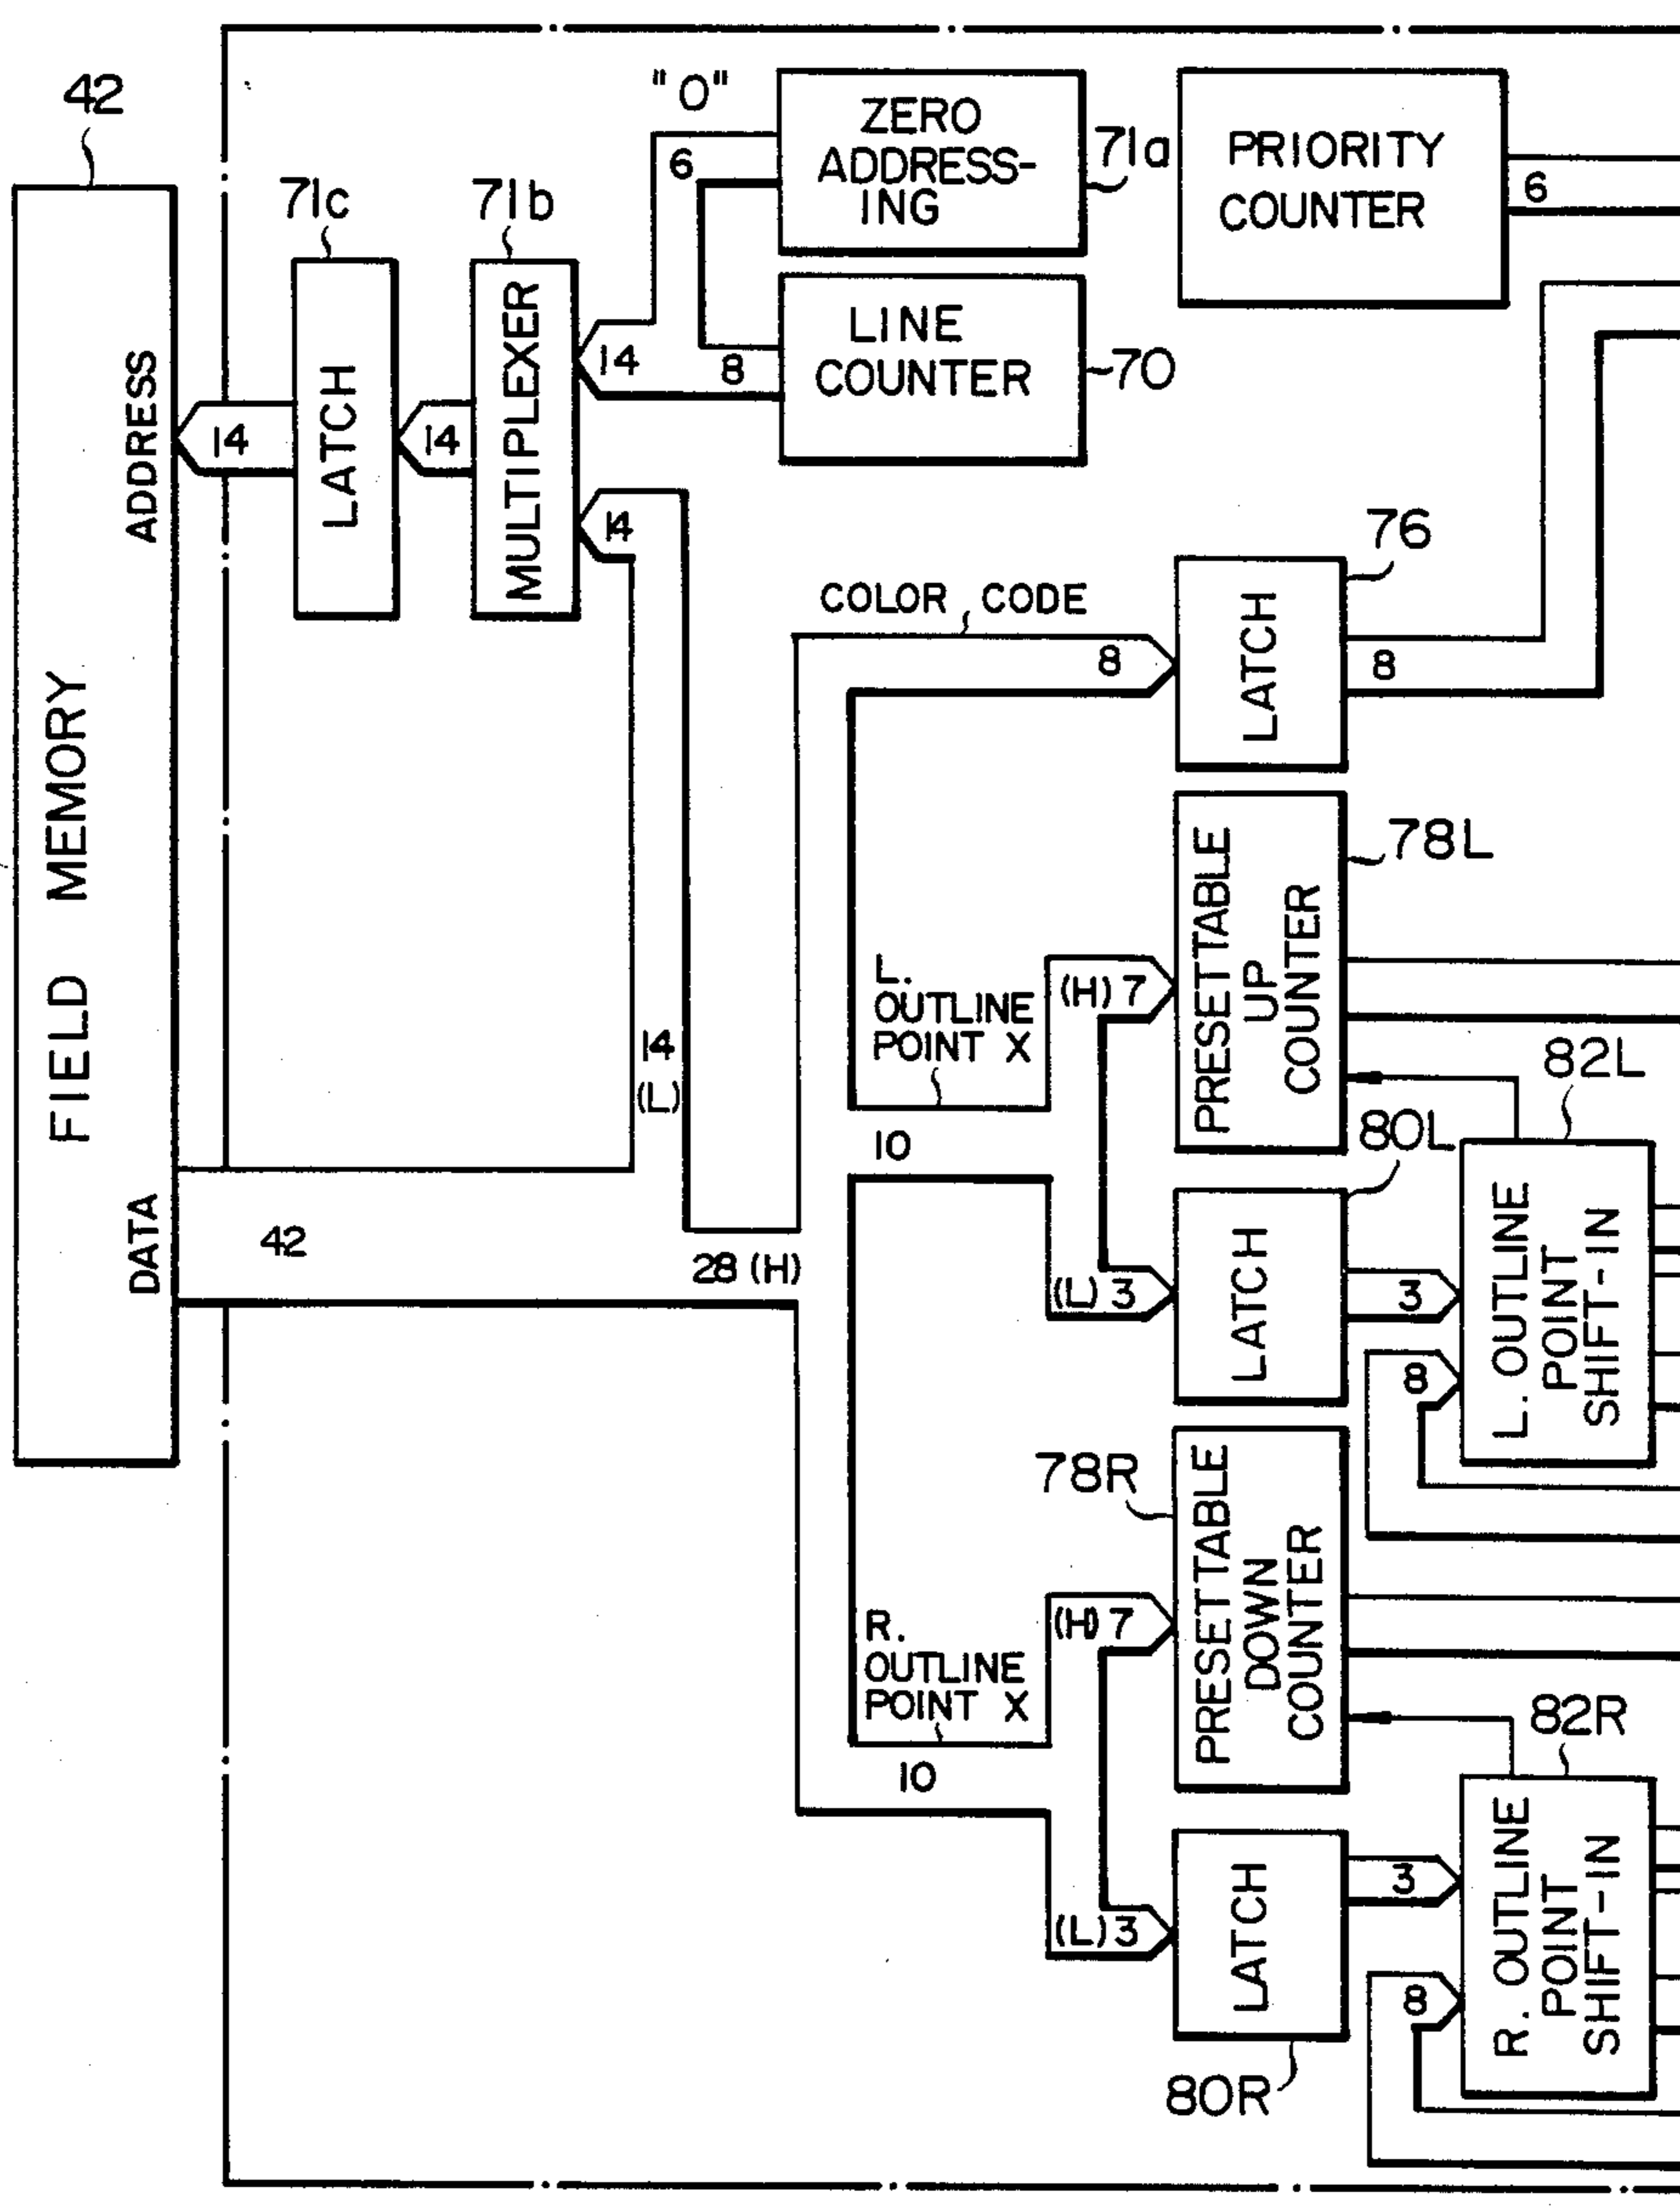 42
FIELD MEMORY
ADDRESS
DATA
71c
LATCH
14
14
71b
MULTIPLEXER
"0"
6
ZERO
ADDRESS-
ING
71a
14
8
LINE
COUNTER
70
14
PRIORITY
COUNTER
6
COLOR CODE
8
LATCH
76
8
14
(L)
42
28 (H)
L.
OUTLINE
POINT X
10
(H) 7
PRESETTABLE
UP
COUNTER
78L
(L) 3
LATCH
80L
3
8
82L
L. OUTLINE
POINT
SHIFT-IN
R.
OUTLINE
POINT X
10
(H) 7
78R
PRESETTABLE
DOWN
COUNTER
(L) 3
LATCH
80R
3
8
82R
R. OUTLINE
POINT
SHIFT-IN